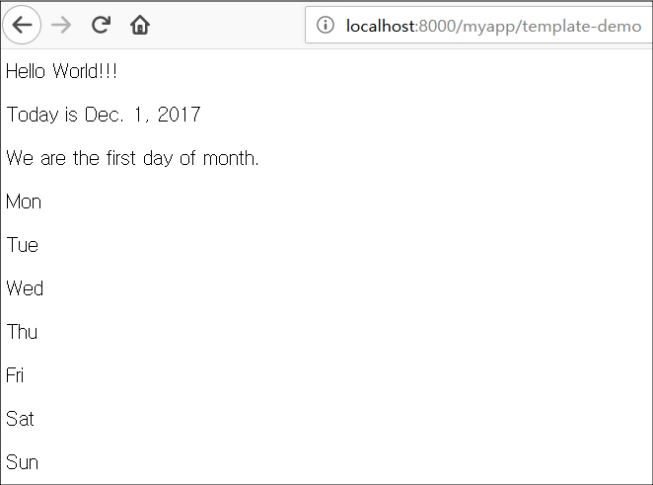 localhost:8000/myapp/template-demo
Hello World!!!
Today is Dec. 1, 2017
We are the first day of month.
Mon
Tue
Wed
Thu
Fri
Sat
Sun